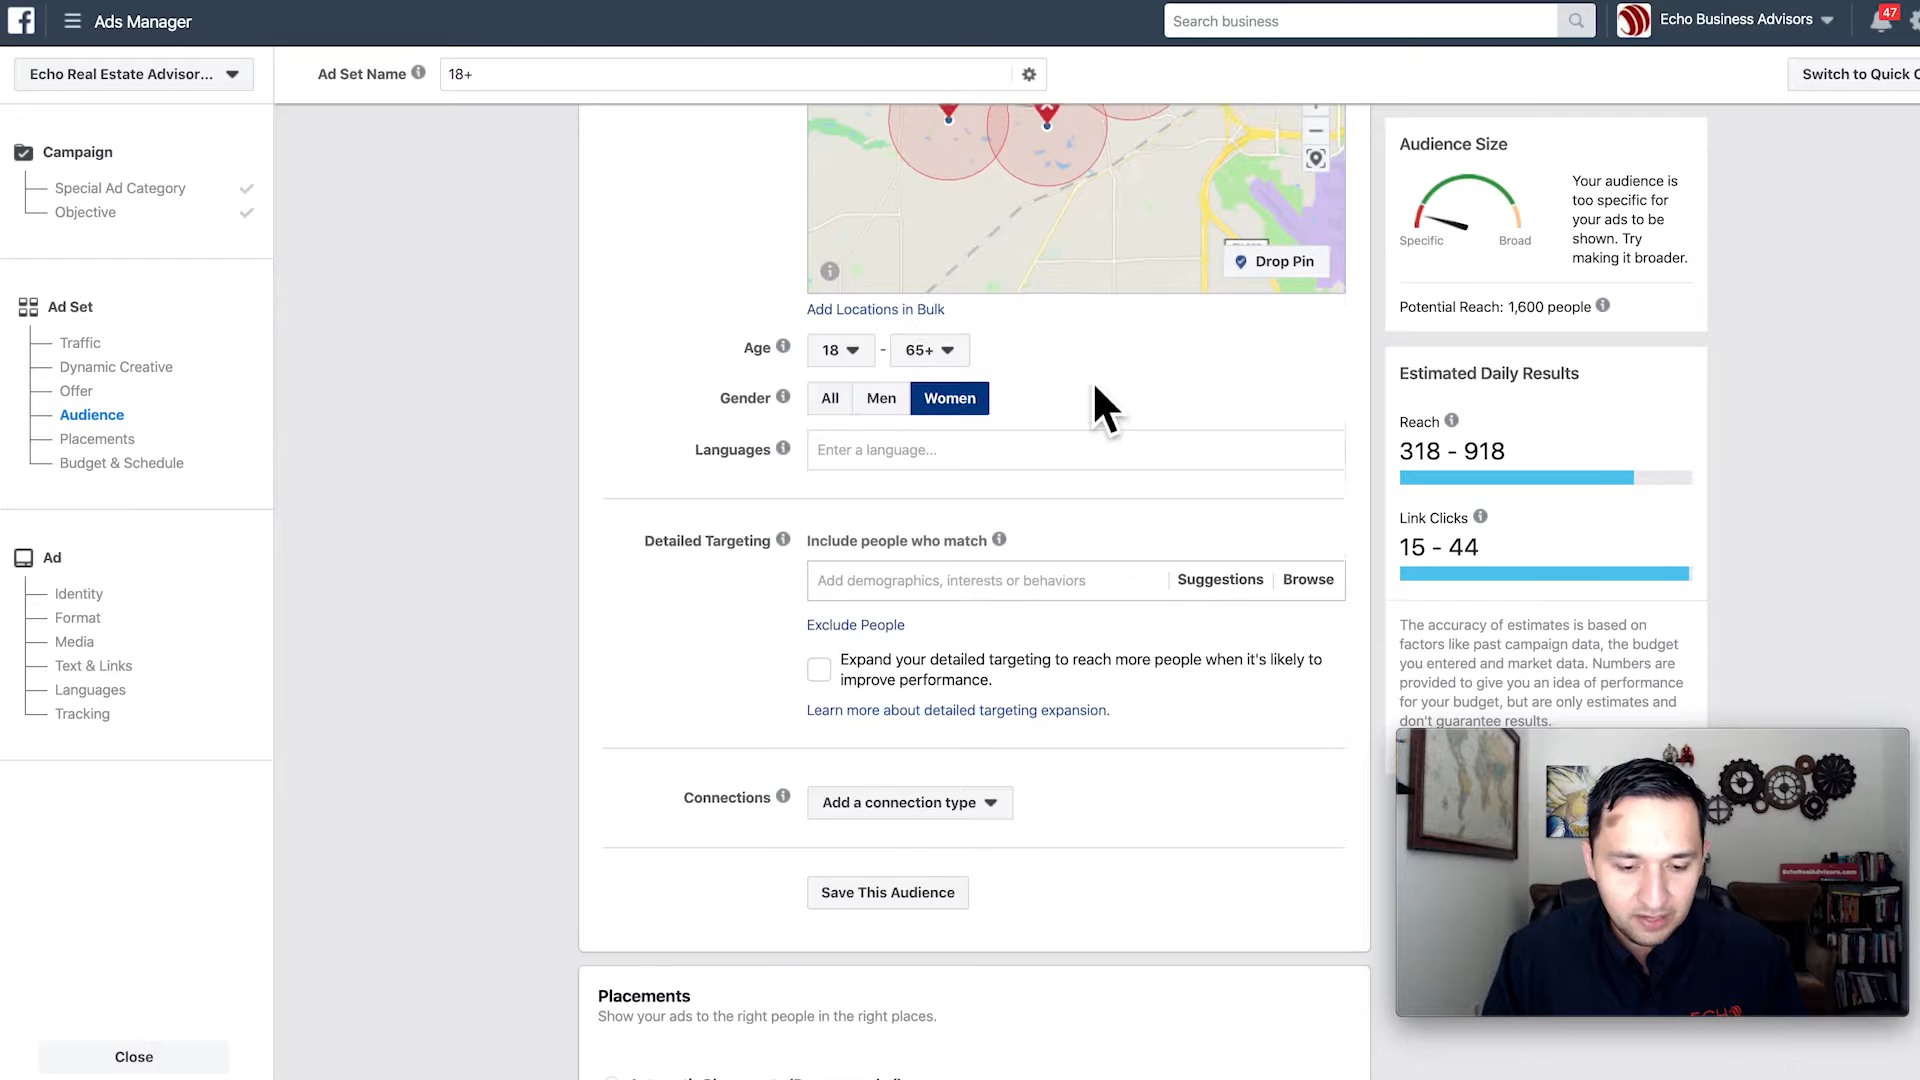 Ads Manager
Search business
Echo Business Advisors
47
Echo Real Estate Advisor...
Ad Set Name
18+
Switch to Quick C
Campaign
Special Ad Category
Objective
Ad Set
Traffic
Dynamic Creative
Offer
Audience
Placements
Budget & Schedule
Ad
Identity
Format
Media
Text & Links
Languages
Tracking
Close
Drop Pin
Add Locations in Bulk
Age
18 - 65+
Gender
All Men Women
Languages
Enter a language...
Detailed Targeting
Include people who match
Add demographics, interests or behaviors
Suggestions
Browse
Exclude People
Expand your detailed targeting to reach more people when it's likely to
improve performance.
Learn more about detailed targeting expansion.
Connections
Add a connection type
Save This Audience
Placements
Show your ads to the right people in the right places.
Audience Size
Specific
Broad
Your audience is
too specific for
your ads to be
shown. Try
making it broader.
Potential Reach: 1,600 people
Estimated Daily Results
Reach
318 - 918
Link Clicks
15 - 44
The accuracy of estimates is based on
factors like past campaign data, the budget
you entered and market data. Numbers are
provided to give you an idea of performance
for your budget, but are only estimates and
don't guarantee results.
EchoRealAdvisors.com